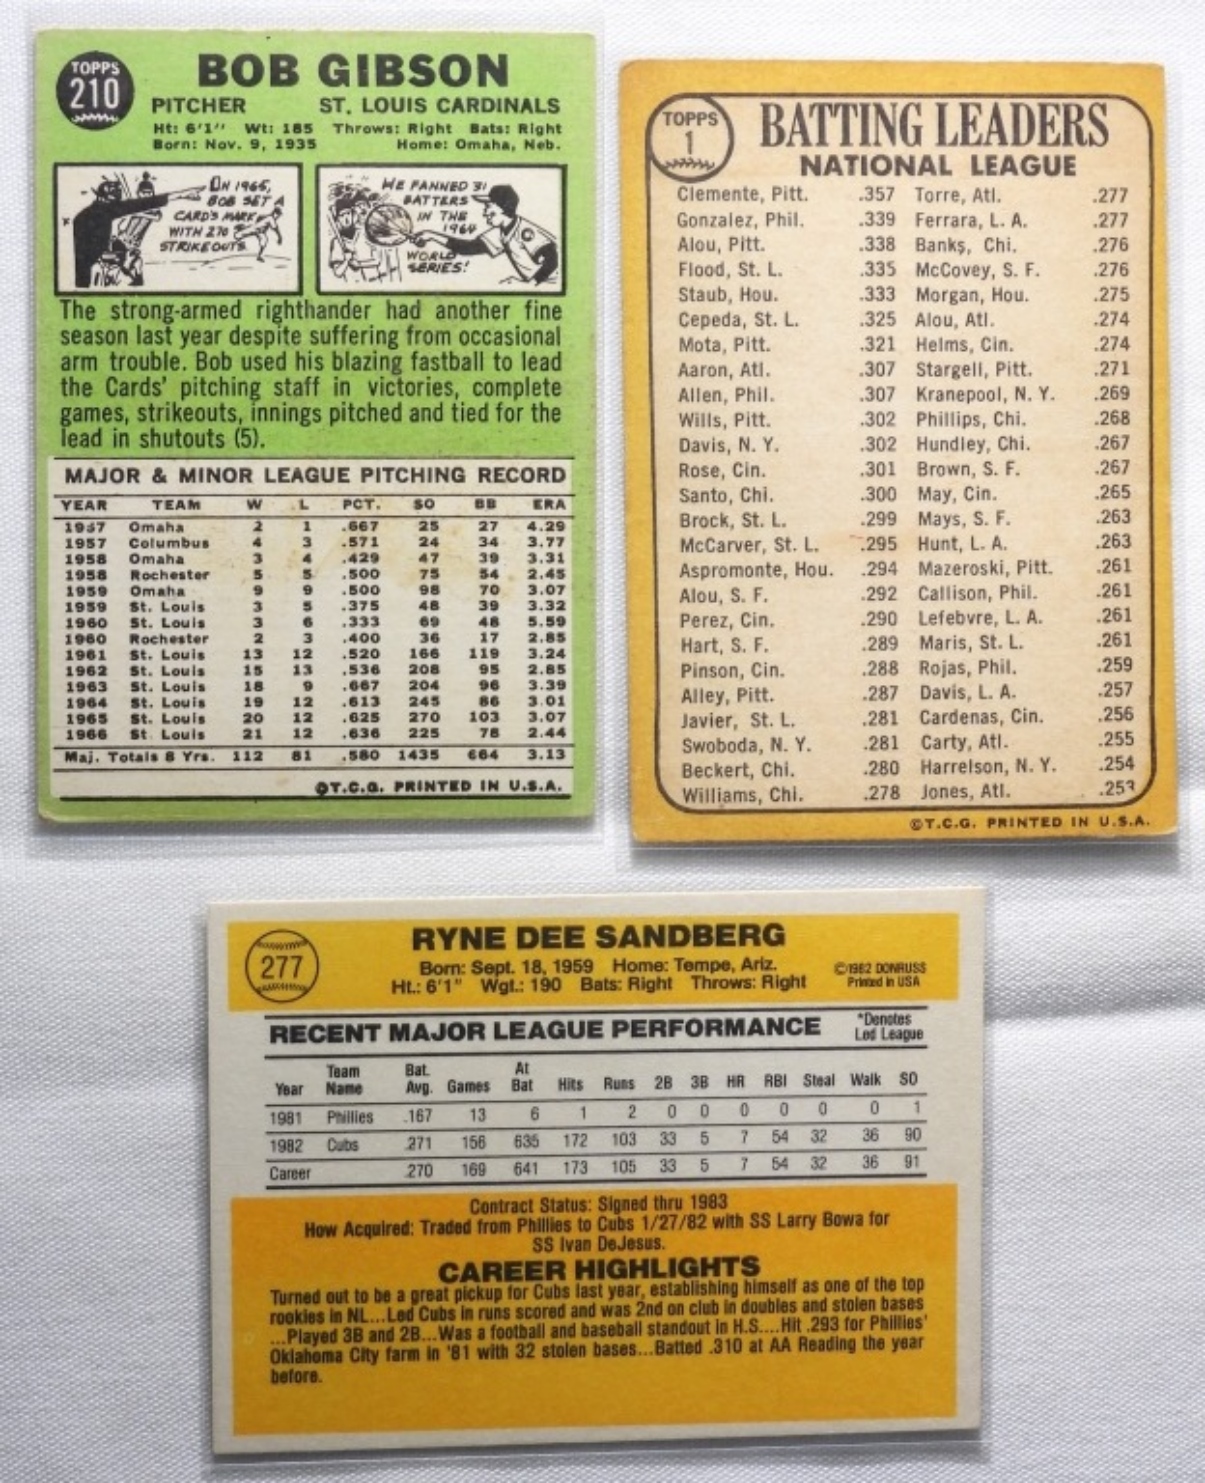 TOPPS
210
BOB GIBSON
PITCHER ST. LOUIS CARDINALS
Ht: 6'1" Wt: 185 Throws: Right Bats: Right
Born: Nov. 9, 1935 Home: Omaha, Neb.
ON 1965,
BOB SET A
CARD'S MARK
WITH 270
STRIKEOUTS.
HE FANNED 31
BATTERS
IN THE
1964
WORLD
SERIES!
The strong-armed righthander had another fine
season last year despite suffering from occasional
arm trouble. Bob used his blazing fastball to lead
the Cards' pitching staff in victories, complete
games, strikeouts, innings pitched and tied for the
lead in shutouts (5).
MAJOR & MINOR LEAGUE PITCHING RECORD
YEAR TEAM W L PCT. SO BB ERA
1957 Omaha 2 1 .667 25 27 4.29
1957 Columbus 4 3 .571 24 34 3.77
1958 Omaha 3 4 .429 47 39 3.31
1958 Rochester 5 5 .500 75 54 2.45
1959 Omaha 9 9 .500 98 70 3.07
1959 St. Louis 3 5 .375 48 39 3.32
1960 St. Louis 3 6 .333 69 48 5.59
1960 Rochester 2 3 .400 36 17 2.85
1961 St. Louis 13 12 .520 166 119 3.24
1962 St. Louis 15 13 .536 208 95 2.85
1963 St. Louis 18 9 .667 204 96 3.39
1964 St. Louis 19 12 .613 245 86 3.01
1965 St. Louis 20 12 .625 270 103 3.07
1966 St. Louis 21 12 .636 225 78 2.44
Maj. Totals 8 Yrs. 112 81 .580 1435 664 3.13
©T.C.G. PRINTED IN U.S.A.
TOPPS
1
BATTING LEADERS
NATIONAL LEAGUE
Clemente, Pitt. .357 Torre, Atl. .277
Gonzalez, Phil. .339 Ferrara, L. A. .277
Alou, Pitt. .338 Banks, Chi. .276
Flood, St. L. .335 McCovey, S. F. .276
Staub, Hou. .333 Morgan, Hou. .275
Cepeda, St. L. .325 Alou, Atl. .274
Mota, Pitt. .321 Helms, Cin. .274
Aaron, Atl. .307 Stargell, Pitt. .271
Allen, Phil. .307 Kranepool, N. Y. .269
Wills, Pitt. .302 Phillips, Chi. .268
Davis, N. Y. .302 Hundley, Chi. .267
Rose, Cin. .301 Brown, S. F. .267
Santo, Chi. .300 May, Cin. .265
Brock, St. L. .299 Mays, S. F. .263
McCarver, St. L. .295 Hunt, L. A. .263
Aspromonte, Hou. .294 Mazeroski, Pitt. .261
Alou, S. F. .292 Callison, Phil. .261
Perez, Cin. .290 Lefebvre, L. A. .261
Hart, S. F. .289 Maris, St. L. .261
Pinson, Cin. .288 Rojas, Phil. .259
Alley, Pitt. .287 Davis, L. A. .257
Javier, St. L. .281 Cardenas, Cin. .256
Swoboda, N. Y. .281 Carty, Atl. .255
Beckert, Chi. .280 Harrelson, N. Y. .254
Williams, Chi. .278 Jones, Atl. .253
©T.C.G. PRINTED IN U.S.A.
277
RYNE DEE SANDBERG
Born: Sept. 18, 1959 Home: Tempe, Ariz.
Ht.: 6'1" Wgt.: 190 Bats: Right Throws: Right
©1982 DONRUSS
Printed in USA
RECENT MAJOR LEAGUE PERFORMANCE
*Denotes
Led League
Year Team Name Bat. Avg. Games At Bat Hits Runs 2B 3B HR RBI Steal Walk SO
1981 Phillies .167 13 6 1 2 0 0 0 0 0 0 1
1982 Cubs .271 156 635 172 103 33 5 7 54 32 36 90
Career .270 169 641 173 105 33 5 7 54 32 36 91
Contract Status: Signed thru 1983
How Acquired: Traded from Phillies to Cubs 1/27/82 with SS Larry Bowa for
SS Ivan DeJesus.
CAREER HIGHLIGHTS
Turned out to be a great pickup for Cubs last year, establishing himself as one of the top
rookies in NL...Led Cubs in runs scored and was 2nd on club in doubles and stolen bases
...Played 3B and 2B...Was a football and baseball standout in H.S....Hit .293 for Phillies'
Oklahoma City farm in '81 with 32 stolen bases...Batted .310 at AA Reading the year
before.